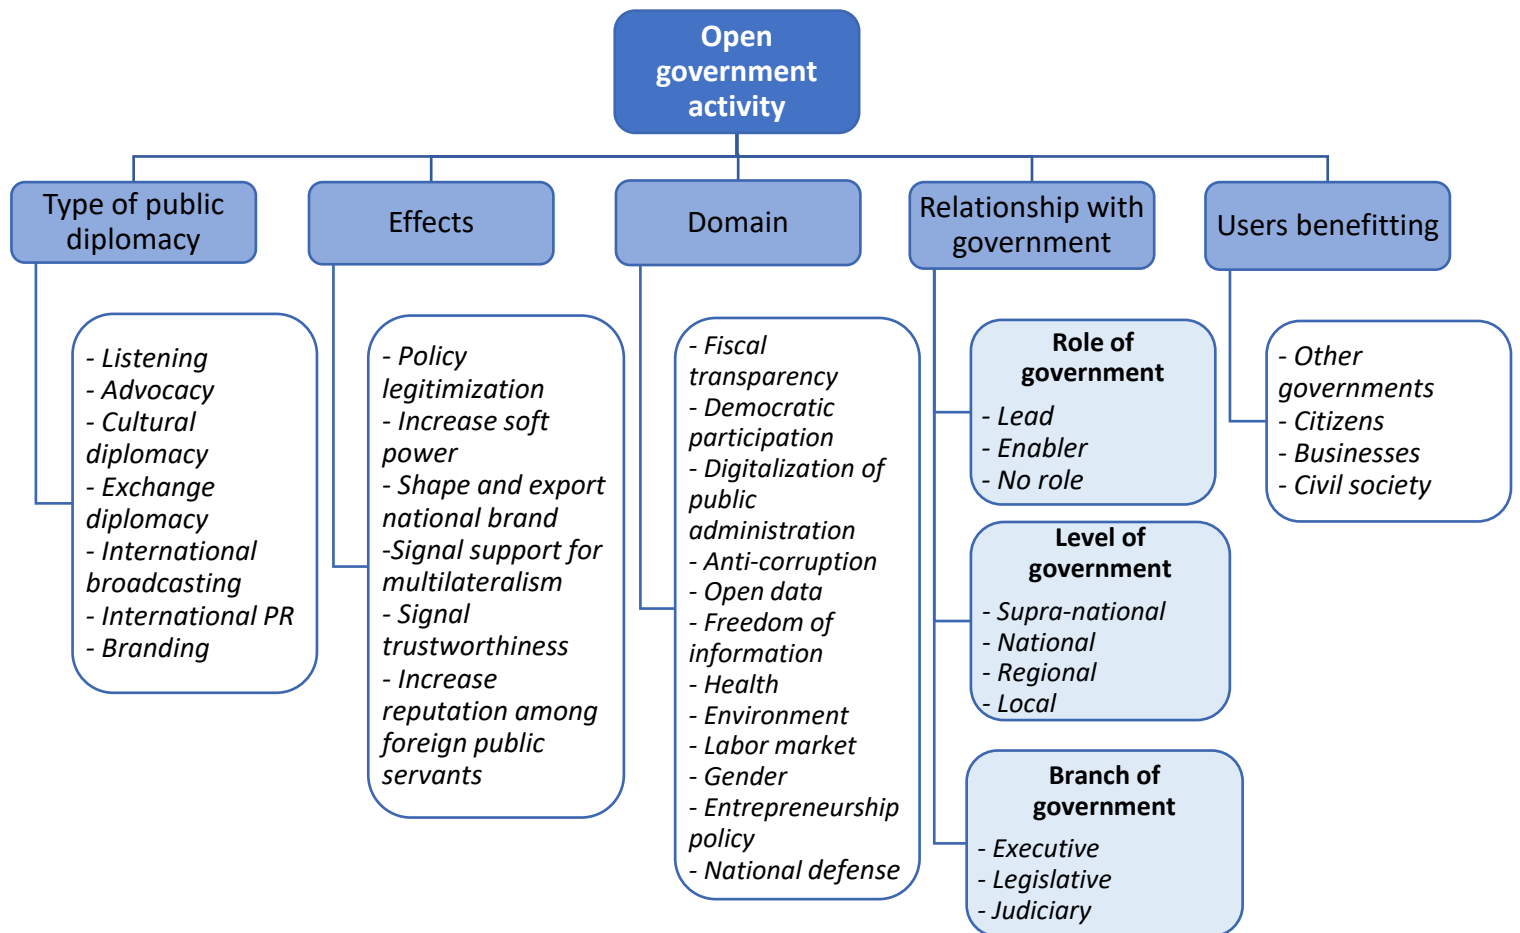 Open
government
activity
Type of public
diplomacy
Effects
Domain
Relationship with
government
Users benefitting
- Listening
- Advocacy
- Cultural
diplomacy
- Exchange
diplomacy
- International
broadcasting
- International PR
- Branding
- Policy
legitimization
- Increase soft
power
- Shape and export
national brand
-Signal support for
multilateralism
- Signal
trustworthiness
- Increase
reputation among
foreign public
servants
- Fiscal
transparency
- Democratic
participation
- Digitalization of
public
administration
- Anti-corruption
- Open data
- Freedom of
information
- Health
- Environment
- Labor market
- Gender
- Entrepreneurship
policy
- National defense
Role of
government
- Lead
- Enabler
- No role
Level of
government
- Supra-national
- National
- Regional
- Local
Branch of
government
- Executive
- Legislative
- Judiciary
- Other
governments
- Citizens
- Businesses
- Civil society